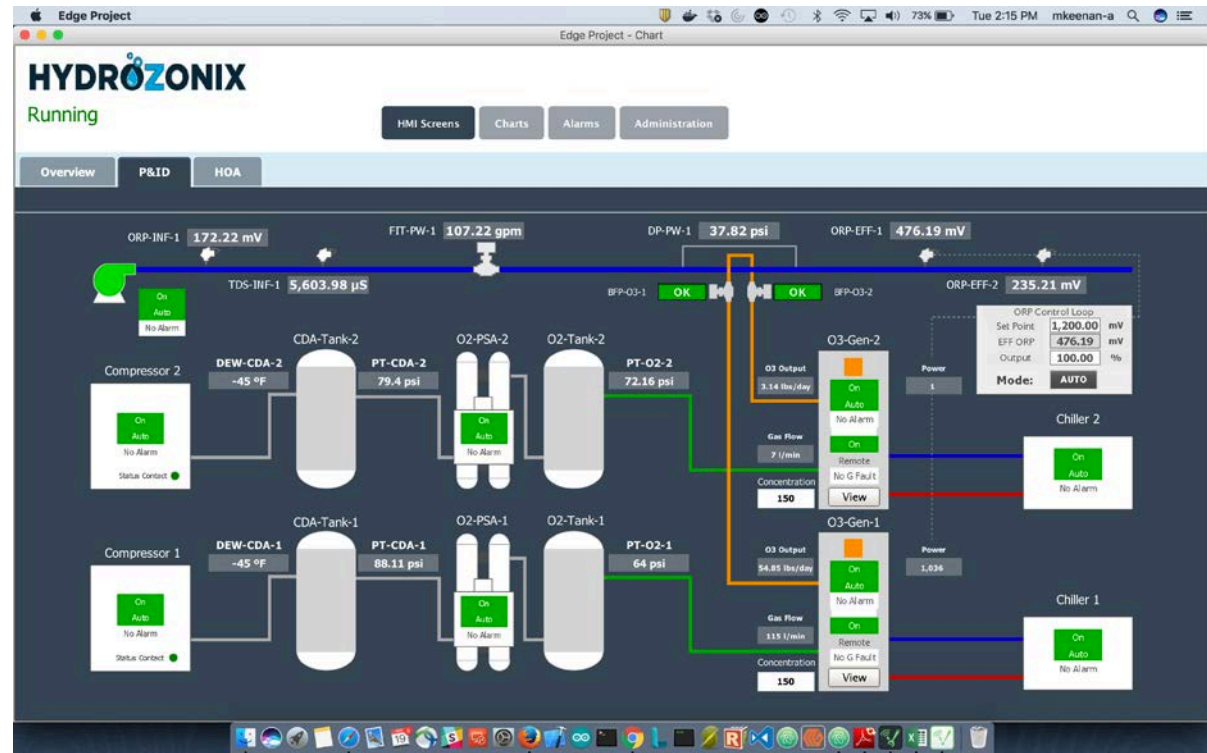 Edge Project
73%
Tue 2:15 PM
mkeenan-a
Edge Project - Chart
HYDROZONIX
Running
HMI Screens
Charts
Alarms
Administration
Overview
P&ID
HOA
ORP-INF-1 172.22 mV
FIT-PW-1 107.22 gpm
DP-PW-1 37.82 psi
ORP-EFF-1 476.19 mV
TDS-INF-1 5,603.98 µS
BFP-O3-1 OK
OK BFP-O3-2
ORP-EFF-2 235.21 mV
On
Auto
No Alarm
ORP Control Loop
Set Point 1,200.00 mV
EFF ORP 476.19 mV
Output 100.00 %
Mode: AUTO
Compressor 2
On
Auto
No Alarm
Status Contact
DEW-CDA-2
-45 ºF
CDA-Tank-2
PT-CDA-2
79.4 psi
O2-PSA-2
On
Auto
No Alarm
O2-Tank-2
PT-O2-2
72.16 psi
O3 Output
3.14 lbs/day
Gas Flow
7 l/min
Concentration
150
O3-Gen-2
On
Auto
No Alarm
On
Remote
No G Fault
View
Power
1
Chiller 2
On
Auto
No Alarm
Compressor 1
On
Auto
No Alarm
Status Contact
DEW-CDA-1
-45 ºF
CDA-Tank-1
PT-CDA-1
88.11 psi
O2-PSA-1
On
Auto
No Alarm
O2-Tank-1
PT-O2-1
64 psi
O3 Output
54.85 lbs/day
Gas Flow
115 l/min
Concentration
150
O3-Gen-1
On
Auto
No Alarm
On
Remote
No G Fault
View
Power
1,036
Chiller 1
On
Auto
No Alarm
19